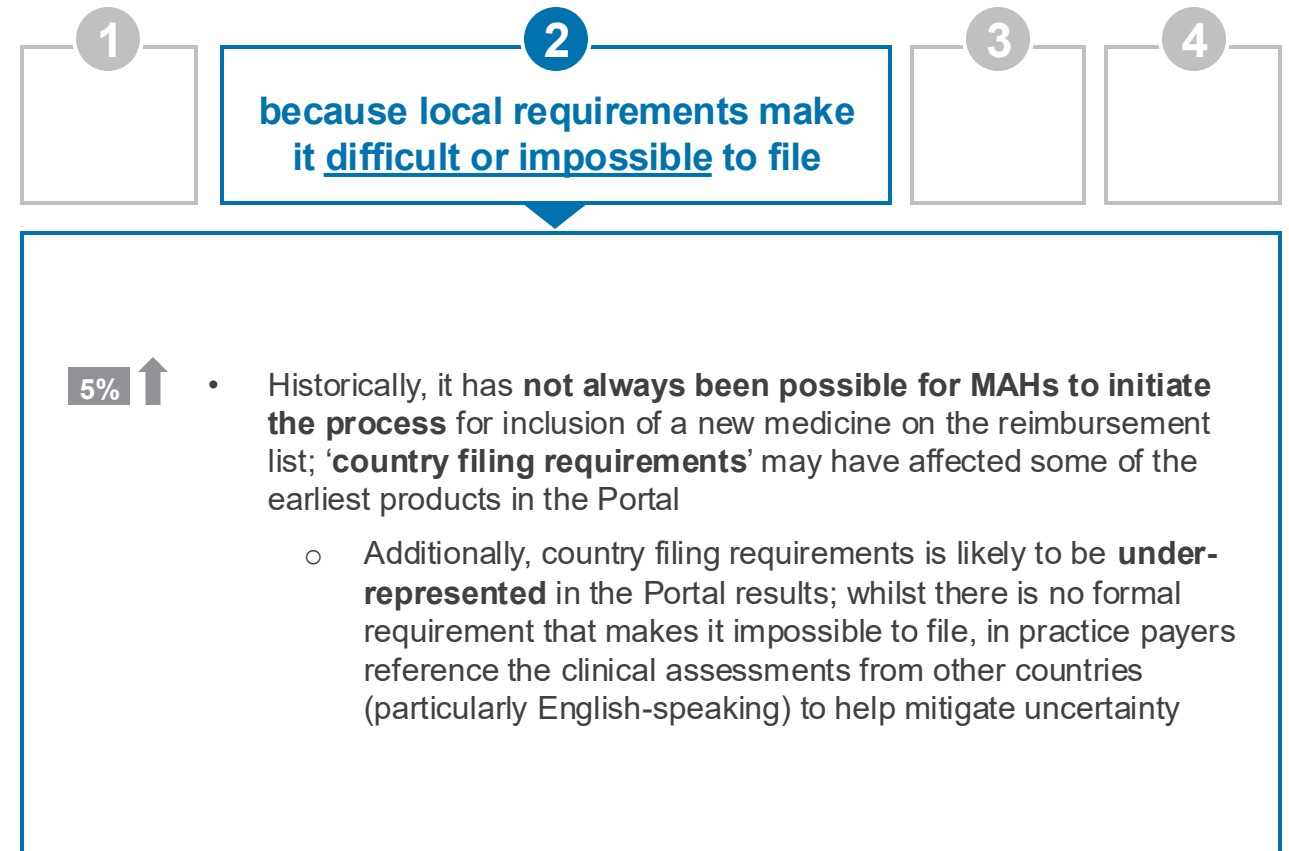 1
2
3
4
because local requirements make
it difficult or impossible to file
5%
• Historically, it has not always been possible for MAHs to initiate
the process for inclusion of a new medicine on the reimbursement
list; ‘country filing requirements’ may have affected some of the
earliest products in the Portal
○ Additionally, country filing requirements is likely to be under-
represented in the Portal results; whilst there is no formal
requirement that makes it impossible to file, in practice payers
reference the clinical assessments from other countries
(particularly English-speaking) to help mitigate uncertainty